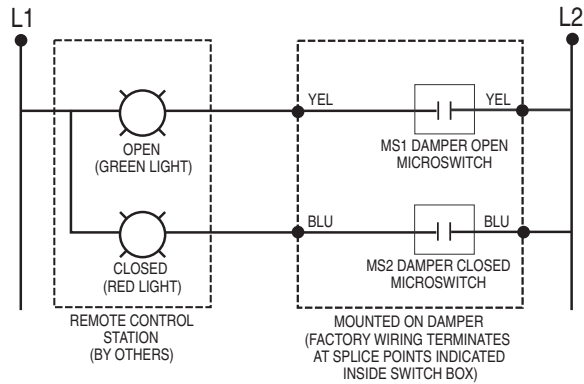 L1
L2
YEL
YEL
OPEN
(GREEN LIGHT)
MS1 DAMPER OPEN
MICROSWITCH
BLU
BLU
CLOSED
(RED LIGHT)
MS2 DAMPER CLOSED
MICROSWITCH
REMOTE CONTROL
STATION
(BY OTHERS)
MOUNTED ON DAMPER
(FACTORY WIRING TERMINATES
AT SPLICE POINTS INDICATED
INSIDE SWITCH BOX)